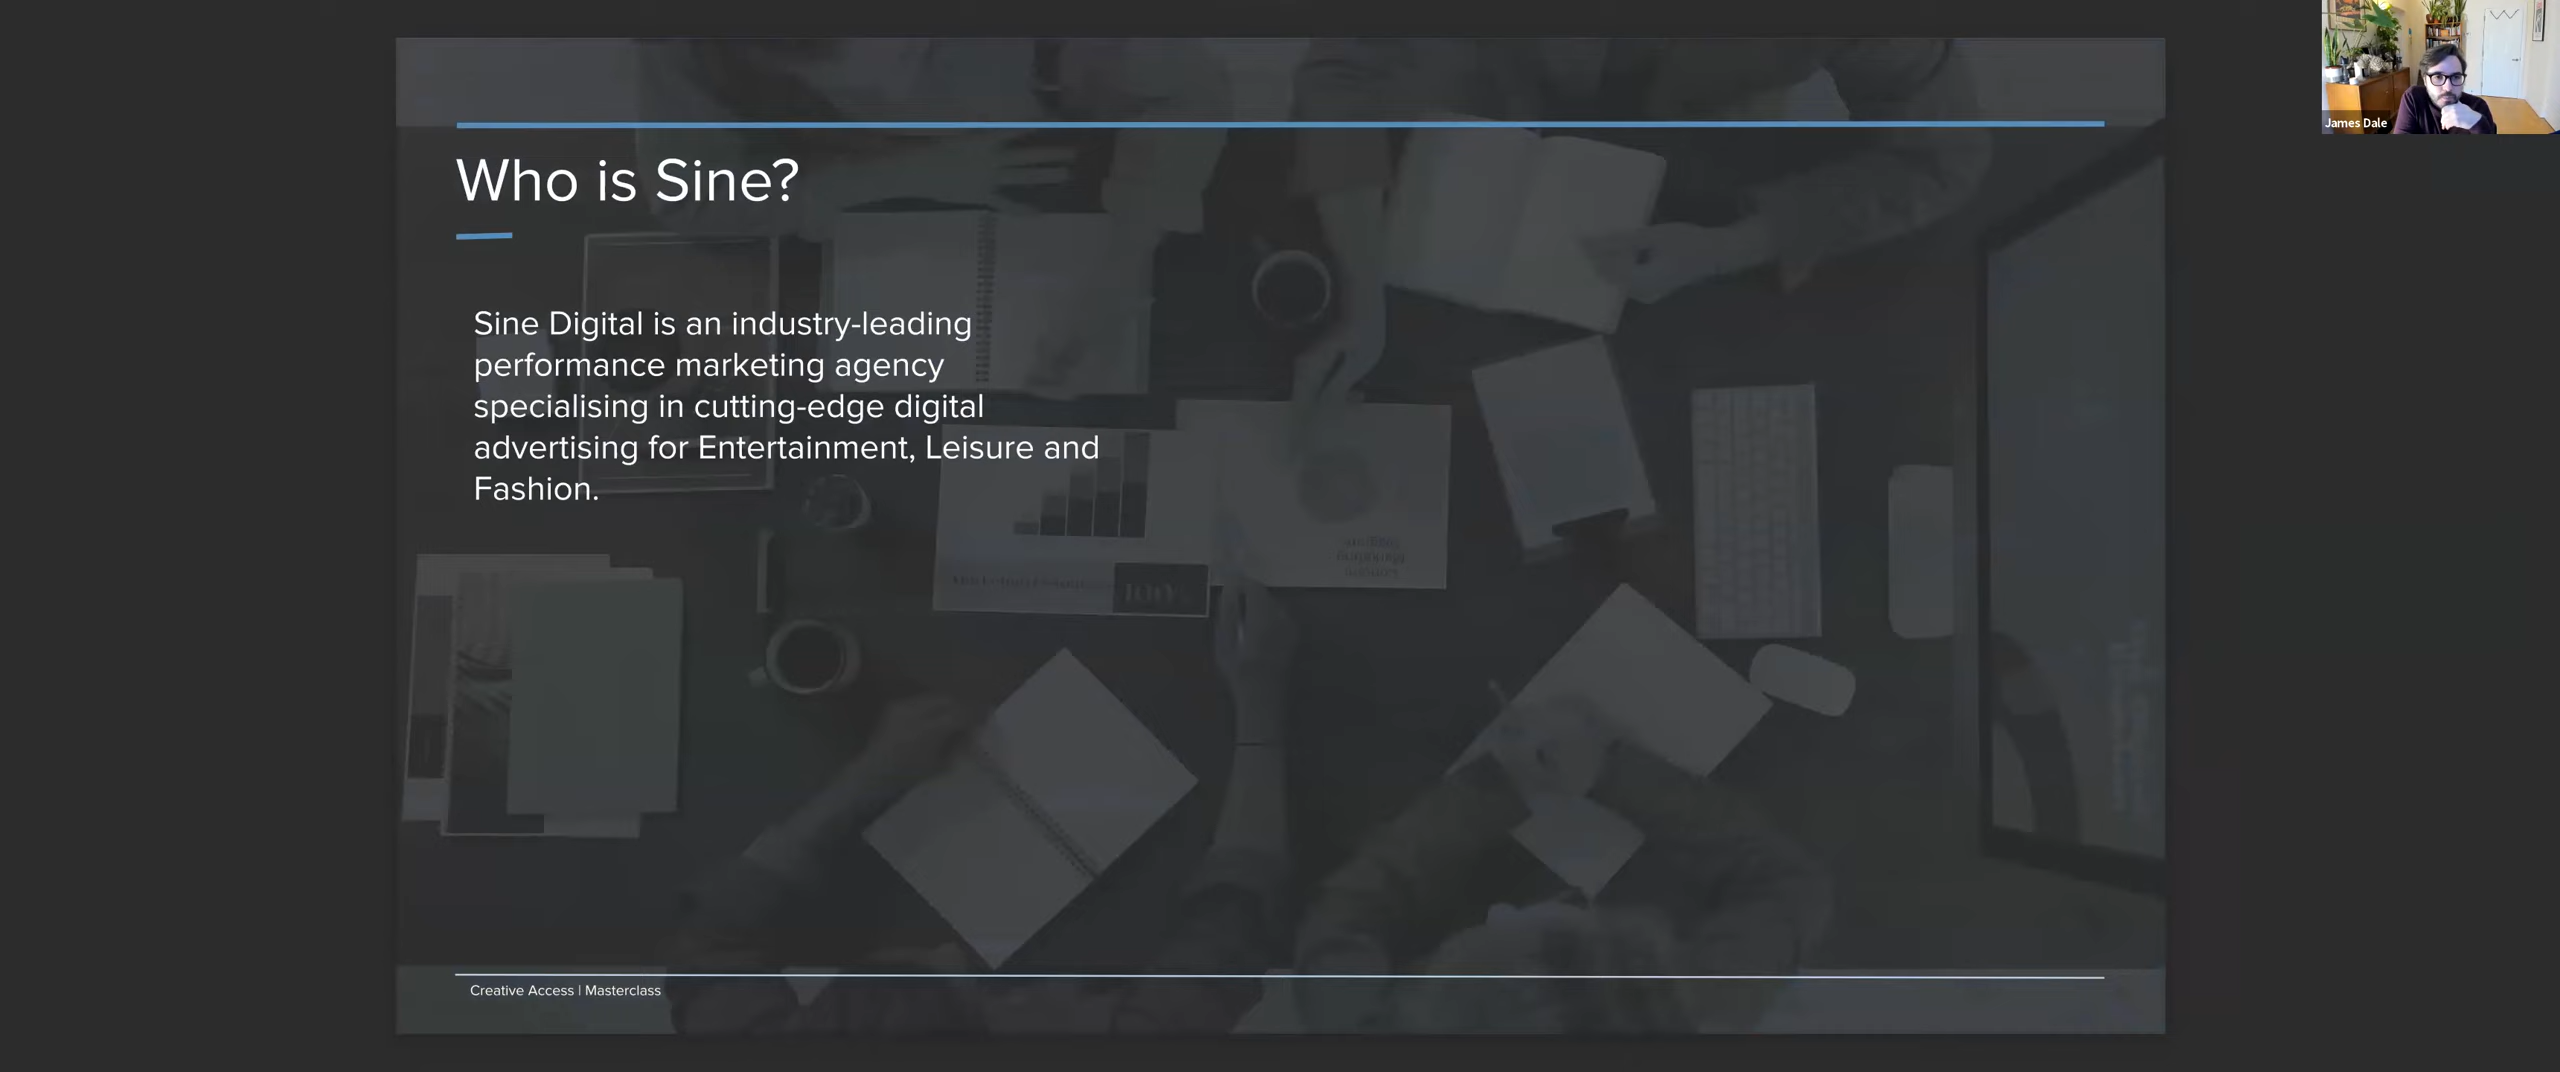 Who is Sine?
Sine Digital is an industry-leading
performance marketing agency
specialising in cutting-edge digital
advertising for Entertainment, Leisure and
Fashion.
Creative Access | Masterclass
James Dale